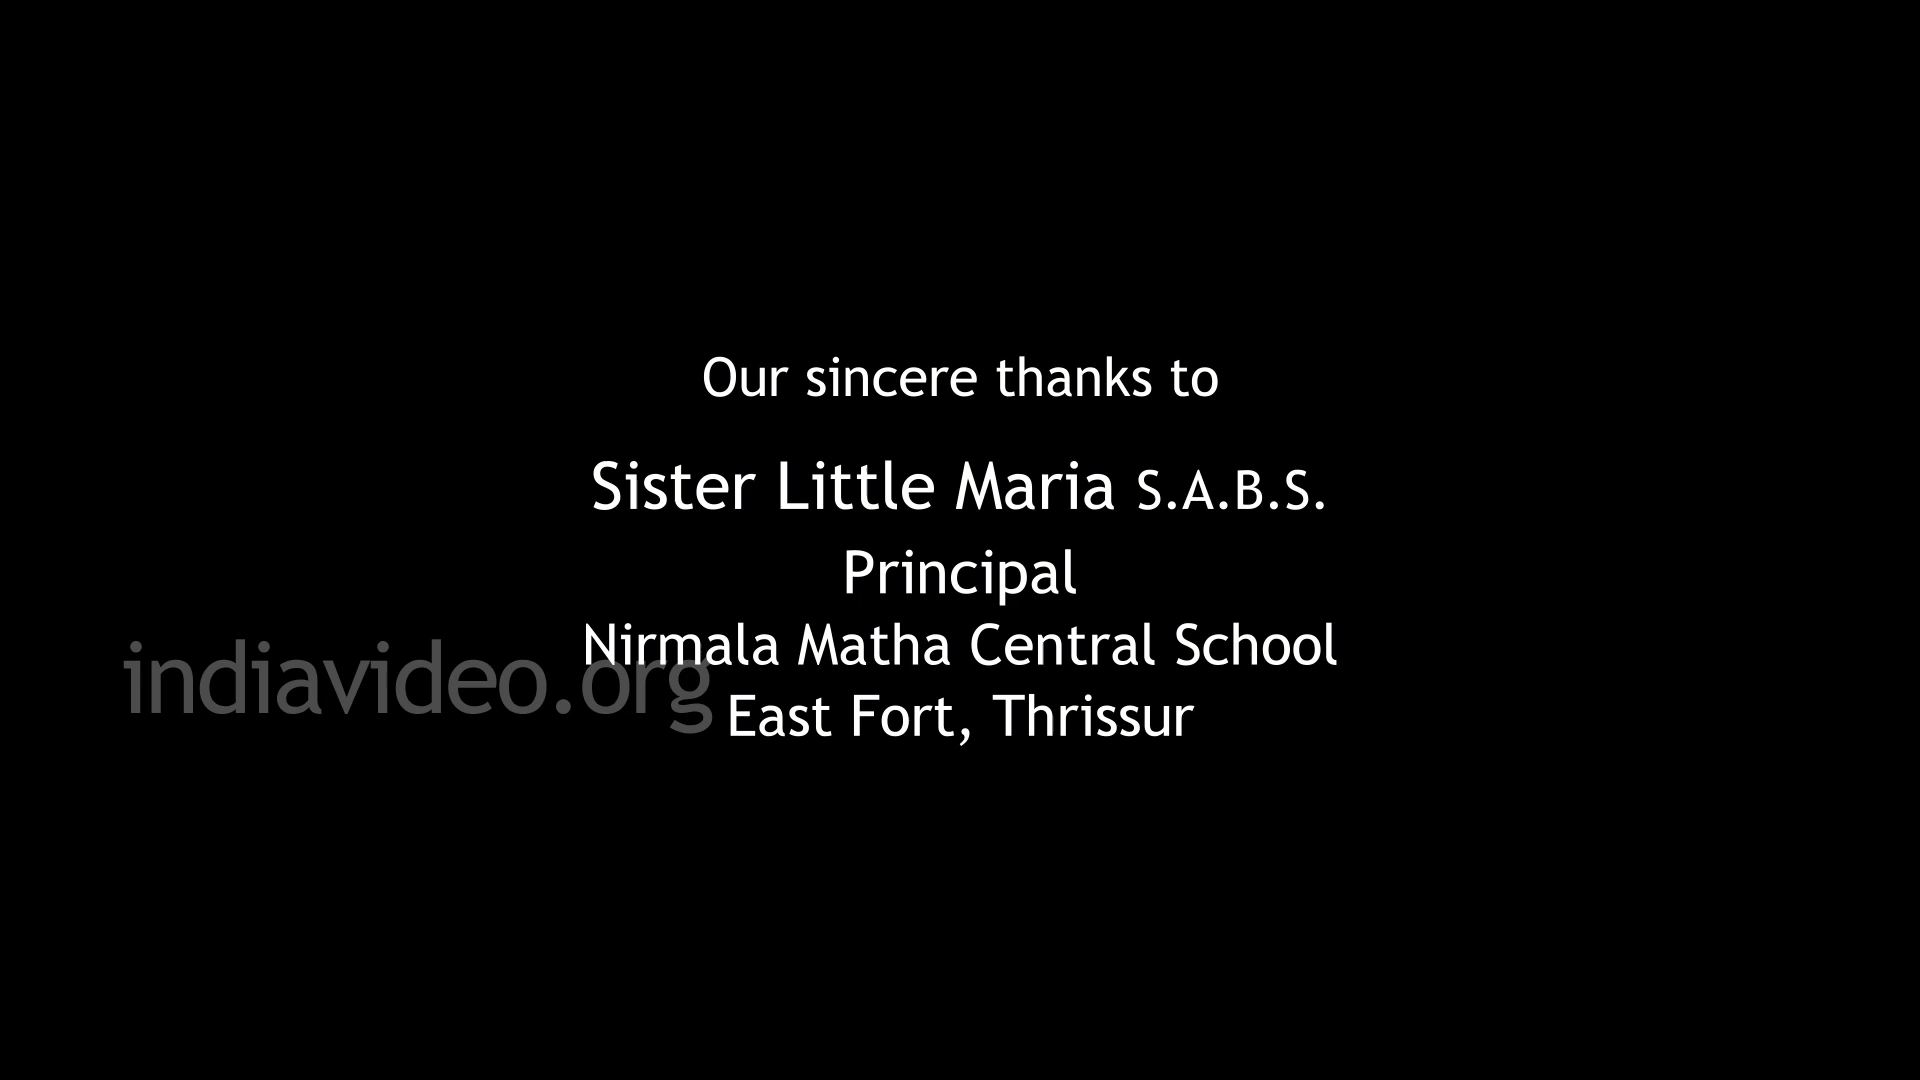 Our sincere thanks to
Sister Little Maria S.A.B.S.
Principal
Nirmala Matha Central School
East Fort, Thrissur
indiavideo.org